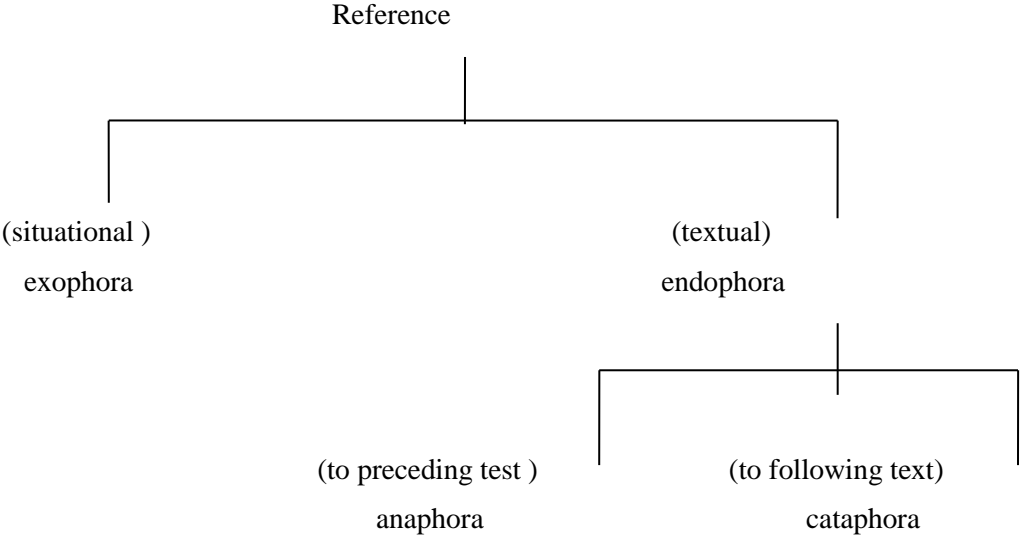 Reference
(situational ) (textual)
exophora endophora
(to preceding test ) (to following text)
anaphora cataphora